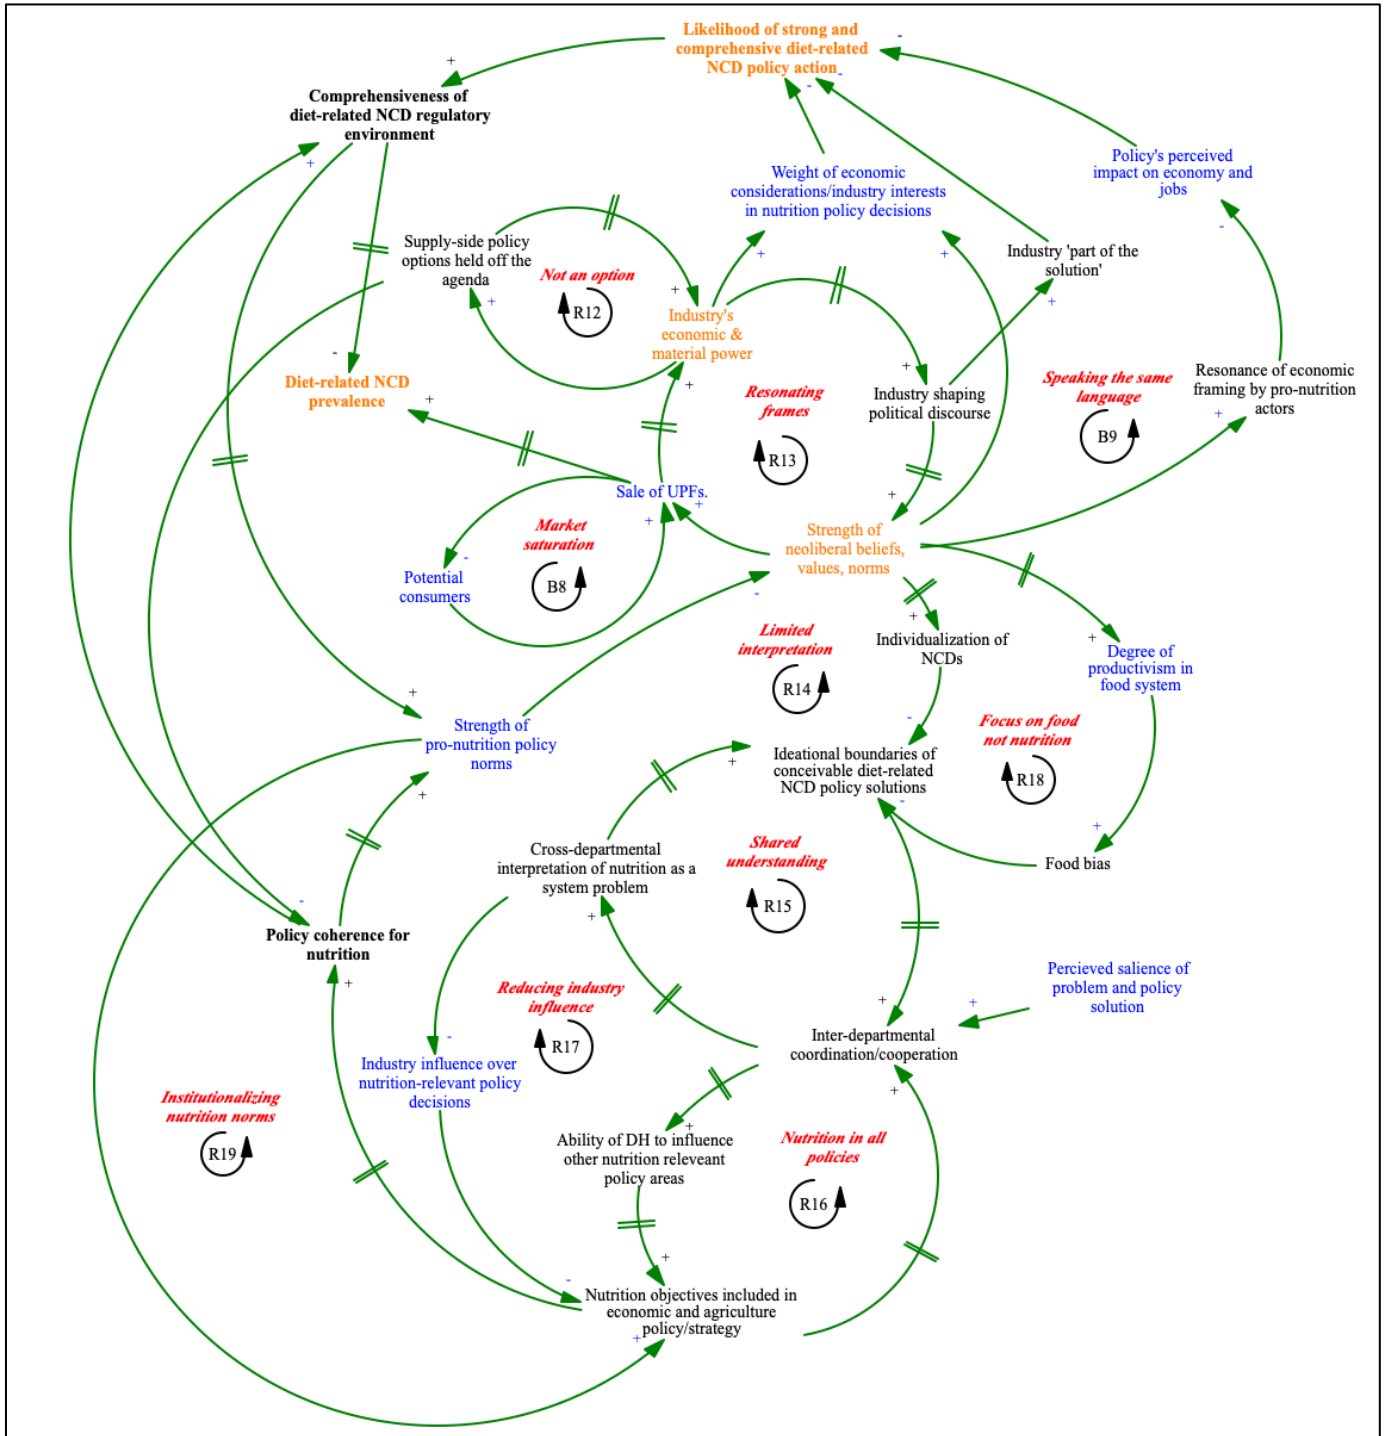 Likelihood of strong and
comprehensive diet-related
NCD policy action
-
-
-
+
Comprehensiveness of
diet-related NCD regulatory
environment
+
Policy's perceived
impact on economy and
jobs
-
Weight of economic
considerations/industry interests
in nutrition policy decisions
+
+
Supply-side policy
options held off the
agenda
+
Not an option
R12
+
Industry 'part of the
solution'
+
Industry's
economic &
material power
+
-
Diet-related NCD
prevalence
+
Resonating
frames
R13
+
Industry shaping
political discourse
+
Speaking the same
language
B9
Resonance of economic
framing by pro-nutrition
actors
+
Sale of UPFs.
+
+
Market
saturation
B8
-
Potential
consumers
Strength of
neoliberal beliefs,
values, norms
-
Limited
interpretation
R14
+
Individualization of
NCDs
-
+
Degree of
productivism in
food system
+
Focus on food
not nutrition
R18
+
Strength of
pro-nutrition policy
norms
+
Ideational boundaries of
conceivable diet-related
NCD policy solutions
+
-
Food bias
Cross-departmental
interpretation of nutrition as a
system problem
+
Shared
understanding
R15
-
Policy coherence for
nutrition
+
Percieved salience of
problem and policy
solution
+
+
Inter-departmental
coordination/cooperation
+
Reducing industry
influence
R17
-
Industry influence over
nutrition-relevant policy
decisions
Institutionalizing
nutrition norms
R19
+
Ability of DH to influence
other nutrition releveant
policy areas
Nutrition in all
policies
R16
+
-
Nutrition objectives included in
economic and agriculture
policy/strategy
+